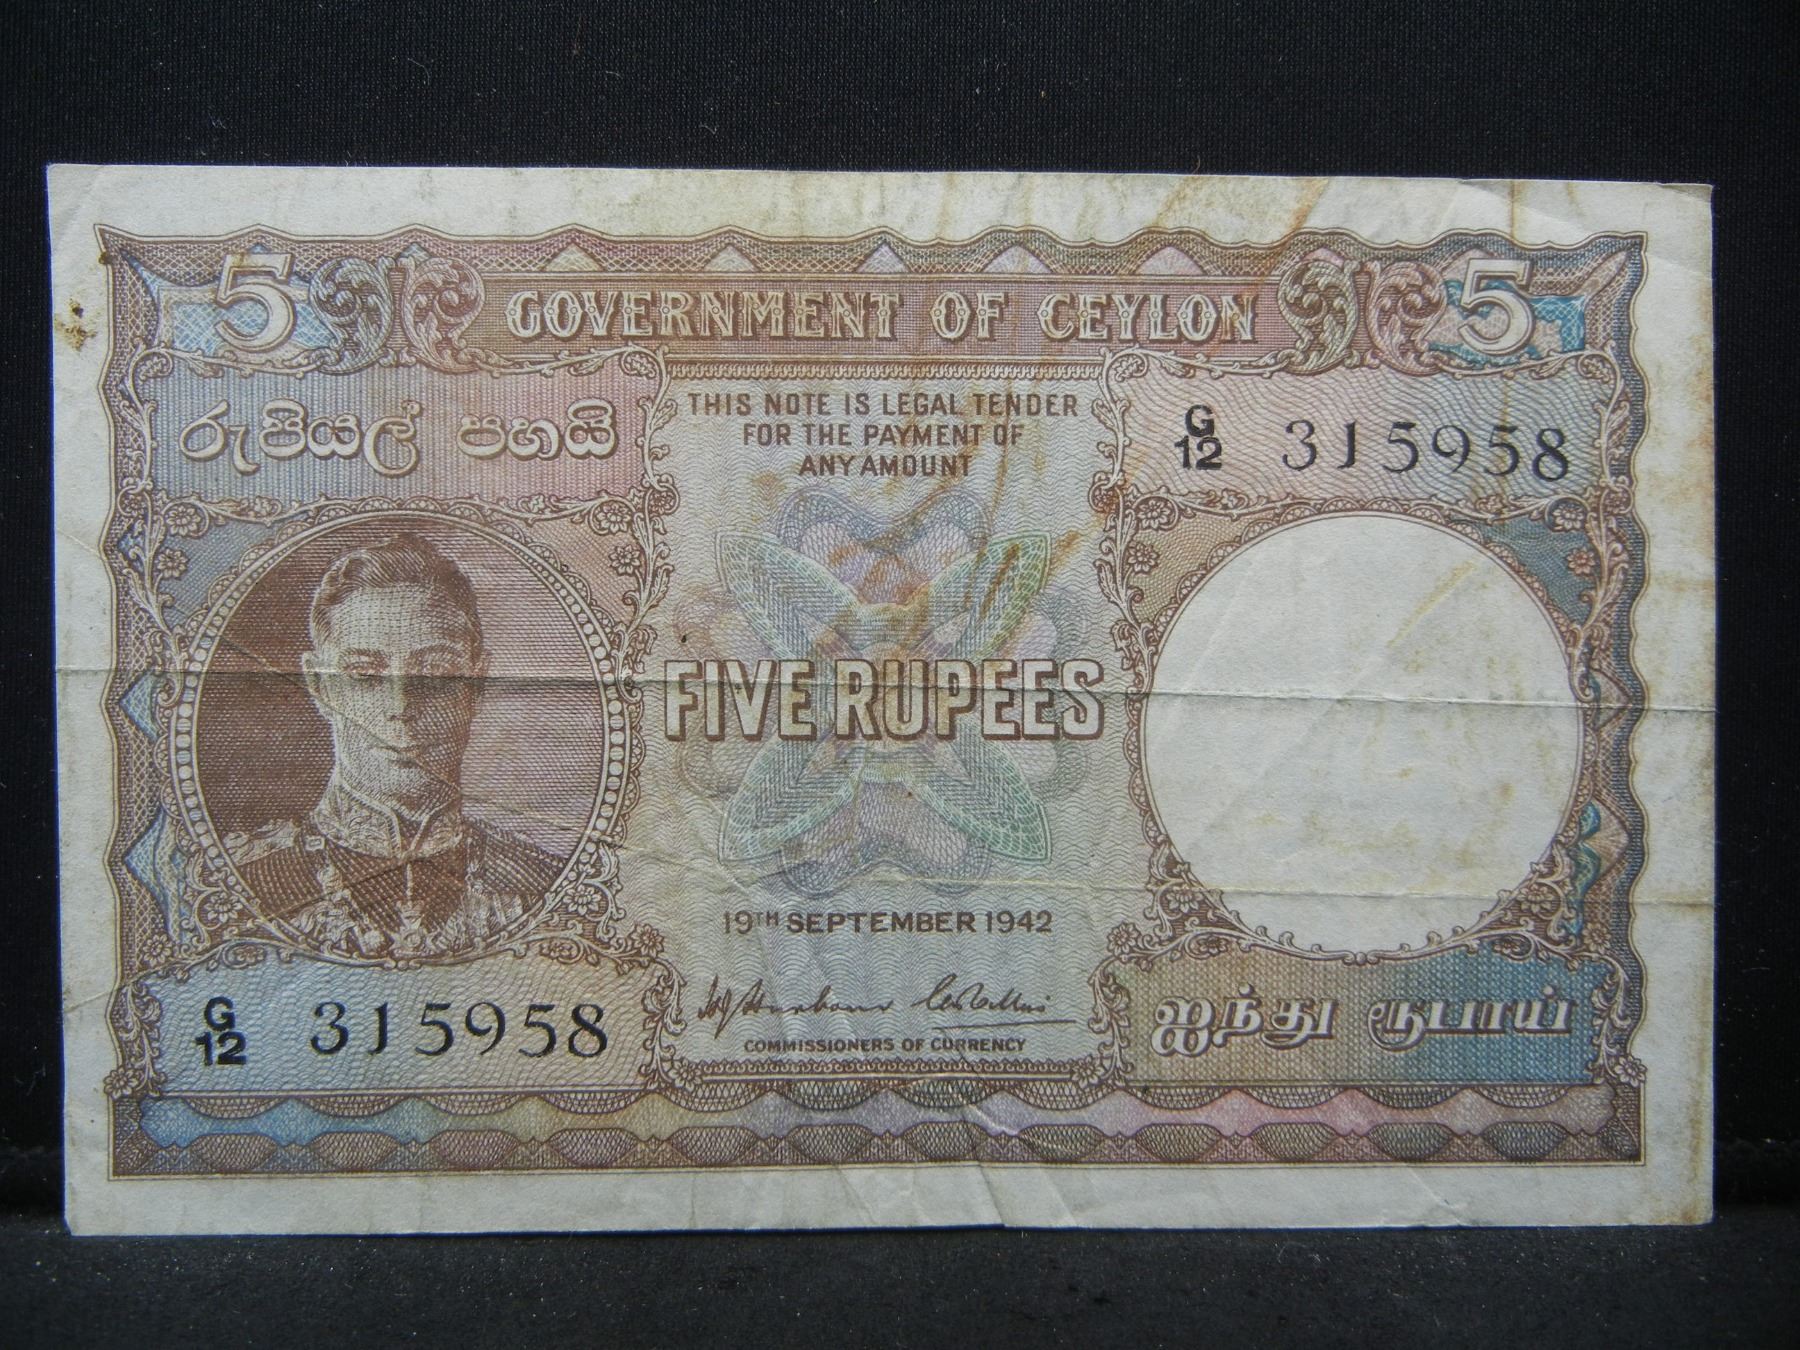 5 GOVERNMENT OF CEYLON 5
රුපියල් පහයි
THIS NOTE IS LEGAL TENDER
FOR THE PAYMENT OF
ANY AMOUNT
G/12 315958
FIVE RUPEES
19TH SEPTEMBER 1942
G/12 315958
COMMISSIONERS OF CURRENCY
ஐந்து ரூபாய்